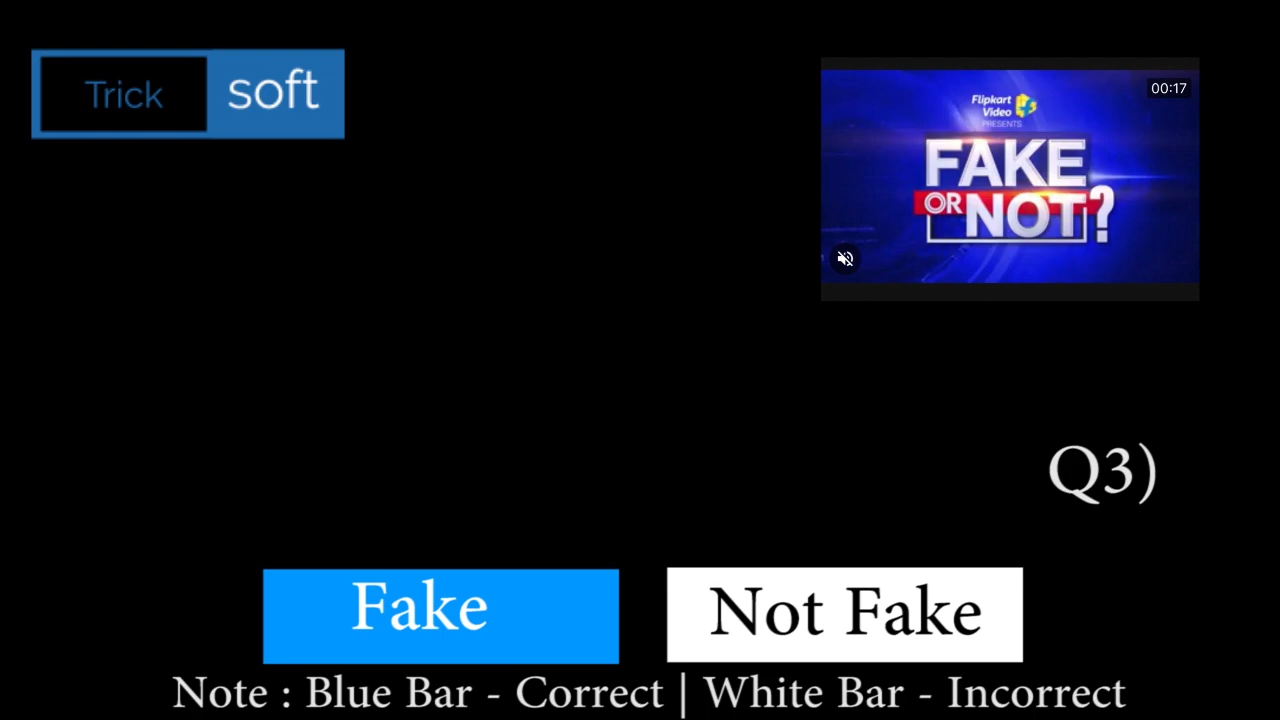 Trick soft
00:17
Flipkart
Video
PRESENTS
FAKE
OR NOT?
Q3)
Fake
Not Fake
Note : Blue Bar - Correct | White Bar - Incorrect